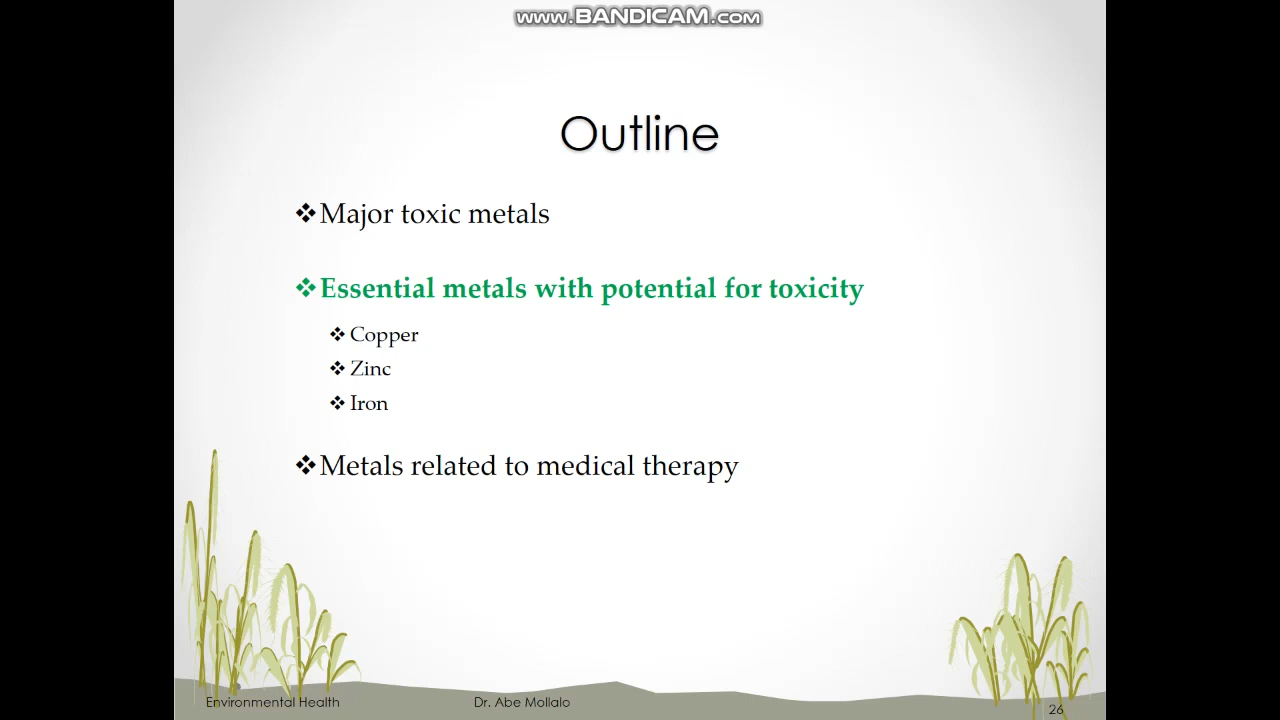 www.BANDICAM.com
Outline
❖Major toxic metals
❖Essential metals with potential for toxicity
❖ Copper
❖ Zinc
❖ Iron
❖Metals related to medical therapy
Environmental Health
Dr. Abe Mollalo
26